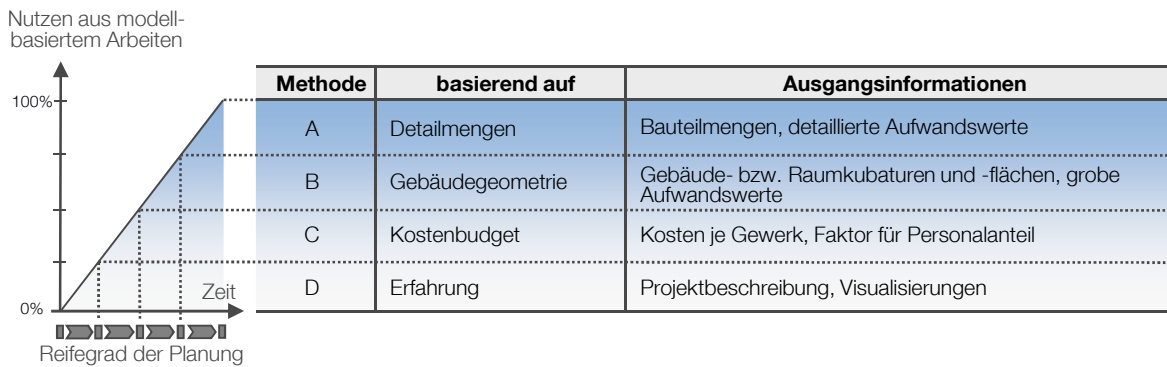 Nutzen aus modell-
basiertem Arbeiten
100%
0%
Zeit
Reifegrad der Planung
Methode basierend auf Ausgangsinformationen
A Detailmengen Bauteilmengen, detaillierte Aufwandswerte
B Gebäudegeometrie Gebäude- bzw. Raumkubaturen und -flächen, grobe
Aufwandswerte
C Kostenbudget Kosten je Gewerk, Faktor für Personalanteil
D Erfahrung Projektbeschreibung, Visualisierungen